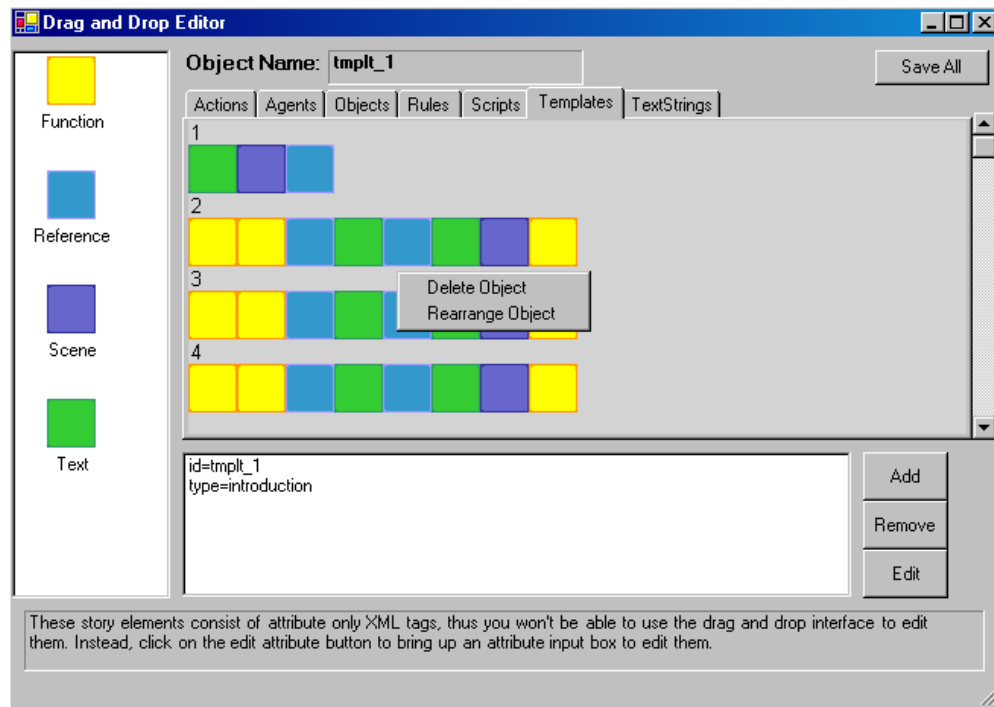 Drag and Drop Editor
Object Name: tmplt_1
Save All
Function
Reference
Scene
Text
Actions Agents Objects Rules Scripts Templates TextStrings
1
2
3
4
Delete Object
Rearrange Object
id=tmplt_1
type=introduction
Add
Remove
Edit
These story elements consist of attribute only XML tags, thus you won't be able to use the drag and drop interface to edit
them. Instead, click on the edit attribute button to bring up an attribute input box to edit them.